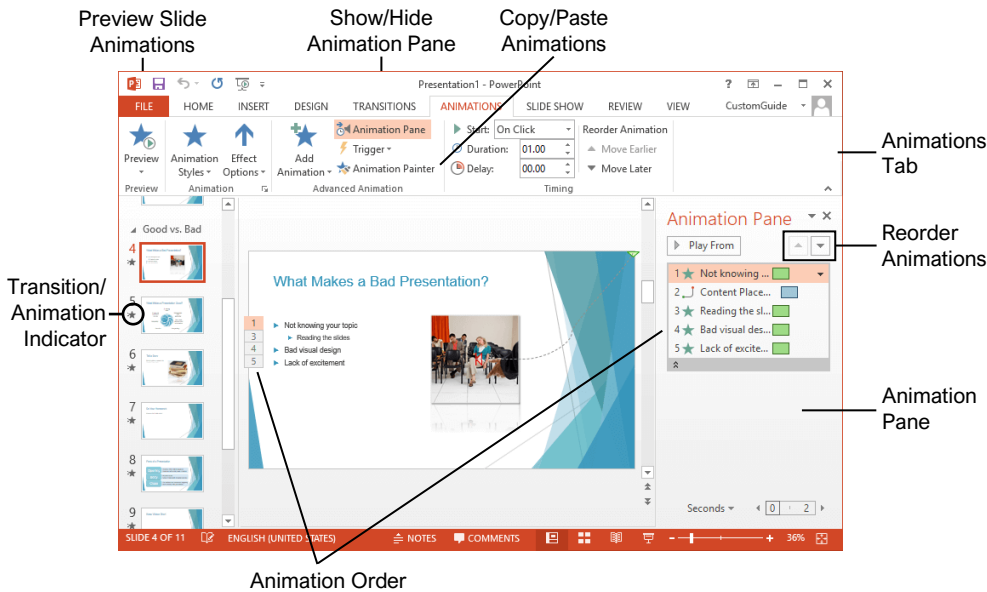 Preview Slide
Animations
Show/Hide
Animation Pane
Copy/Paste
Animations
Presentation1 - PowerPoint
?
FILE HOME INSERT DESIGN TRANSITIONS ANIMATIONS SLIDE SHOW REVIEW VIEW CustomGuide
Preview
Animation
Styles
Effect
Options
Add
Animation
Animation Pane
Trigger
Animation Painter
Start: On Click
Duration: 01.00
Delay: 00.00
Reorder Animation
Move Earlier
Move Later
Preview Animation Advanced Animation Timing
Animations
Tab
Good vs. Bad
4
5
6
7
8
9
Transition/
Animation
Indicator
What Makes a Bad Presentation?
1 Not knowing your topic
3 Reading the slides
4 Bad visual design
5 Lack of excitement
Animation Pane
Play From
1 Not knowing ...
2 Content Place...
3 Reading the sl...
4 Bad visual des...
5 Lack of excite...
Seconds 0 2
Reorder
Animations
Animation
Pane
SLIDE 4 OF 11 ENGLISH (UNITED STATES) NOTES COMMENTS 36%
Animation Order